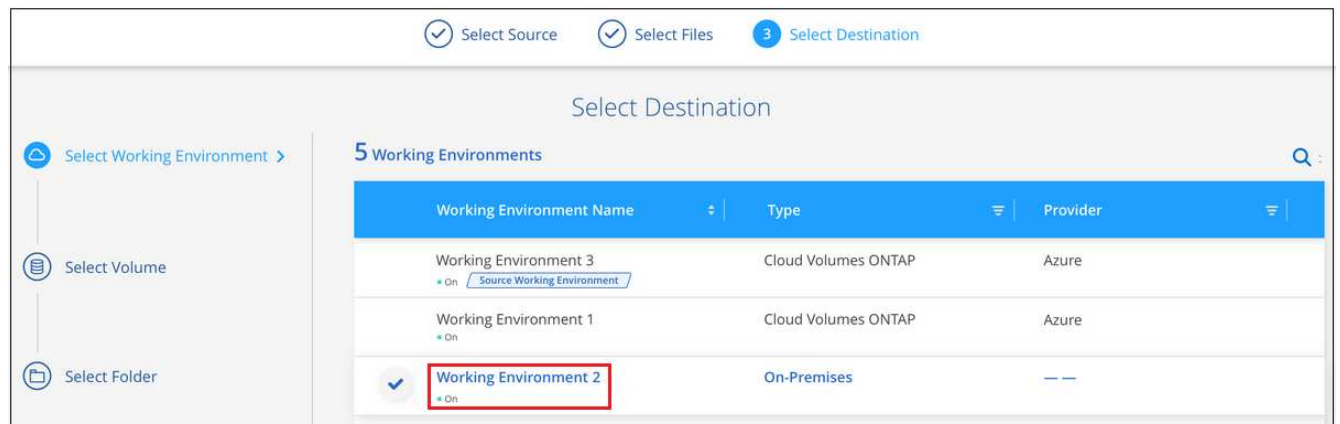 Select Source
Select Files
3 Select Destination
Select Destination
Select Working Environment >
5 Working Environments
Working Environment Name
Type
Provider
Working Environment 3
Cloud Volumes ONTAP
Azure
On
Source Working Environment
Select Volume
Working Environment 1
Cloud Volumes ONTAP
Azure
On
Select Folder
Working Environment 2
On-Premises
— —
On